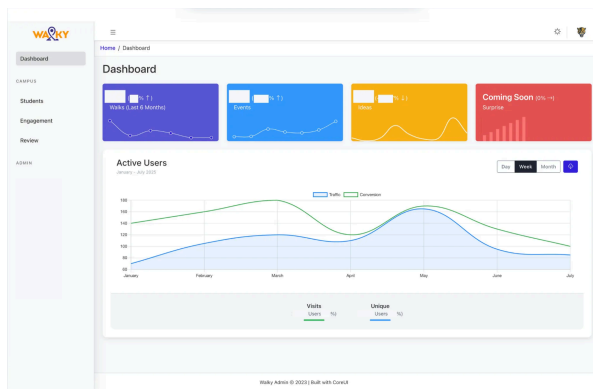 WALKY
Home / Dashboard
Dashboard
CAMPUS
Students
Engagement
Review
ADMIN
Dashboard
( % ↑)
Walks (Last 6 Months)
( % ↑)
Events
( % ↓)
Ideas
Coming Soon (0% →)
Surprise
Active Users
January - July 2025
Day Week Month
Traffic Conversion
180
160
140
120
100
80
60
January February March April May June July
Visits Unique
Users %) Users %)
Walky Admin © 2023 | Built with CoreUI